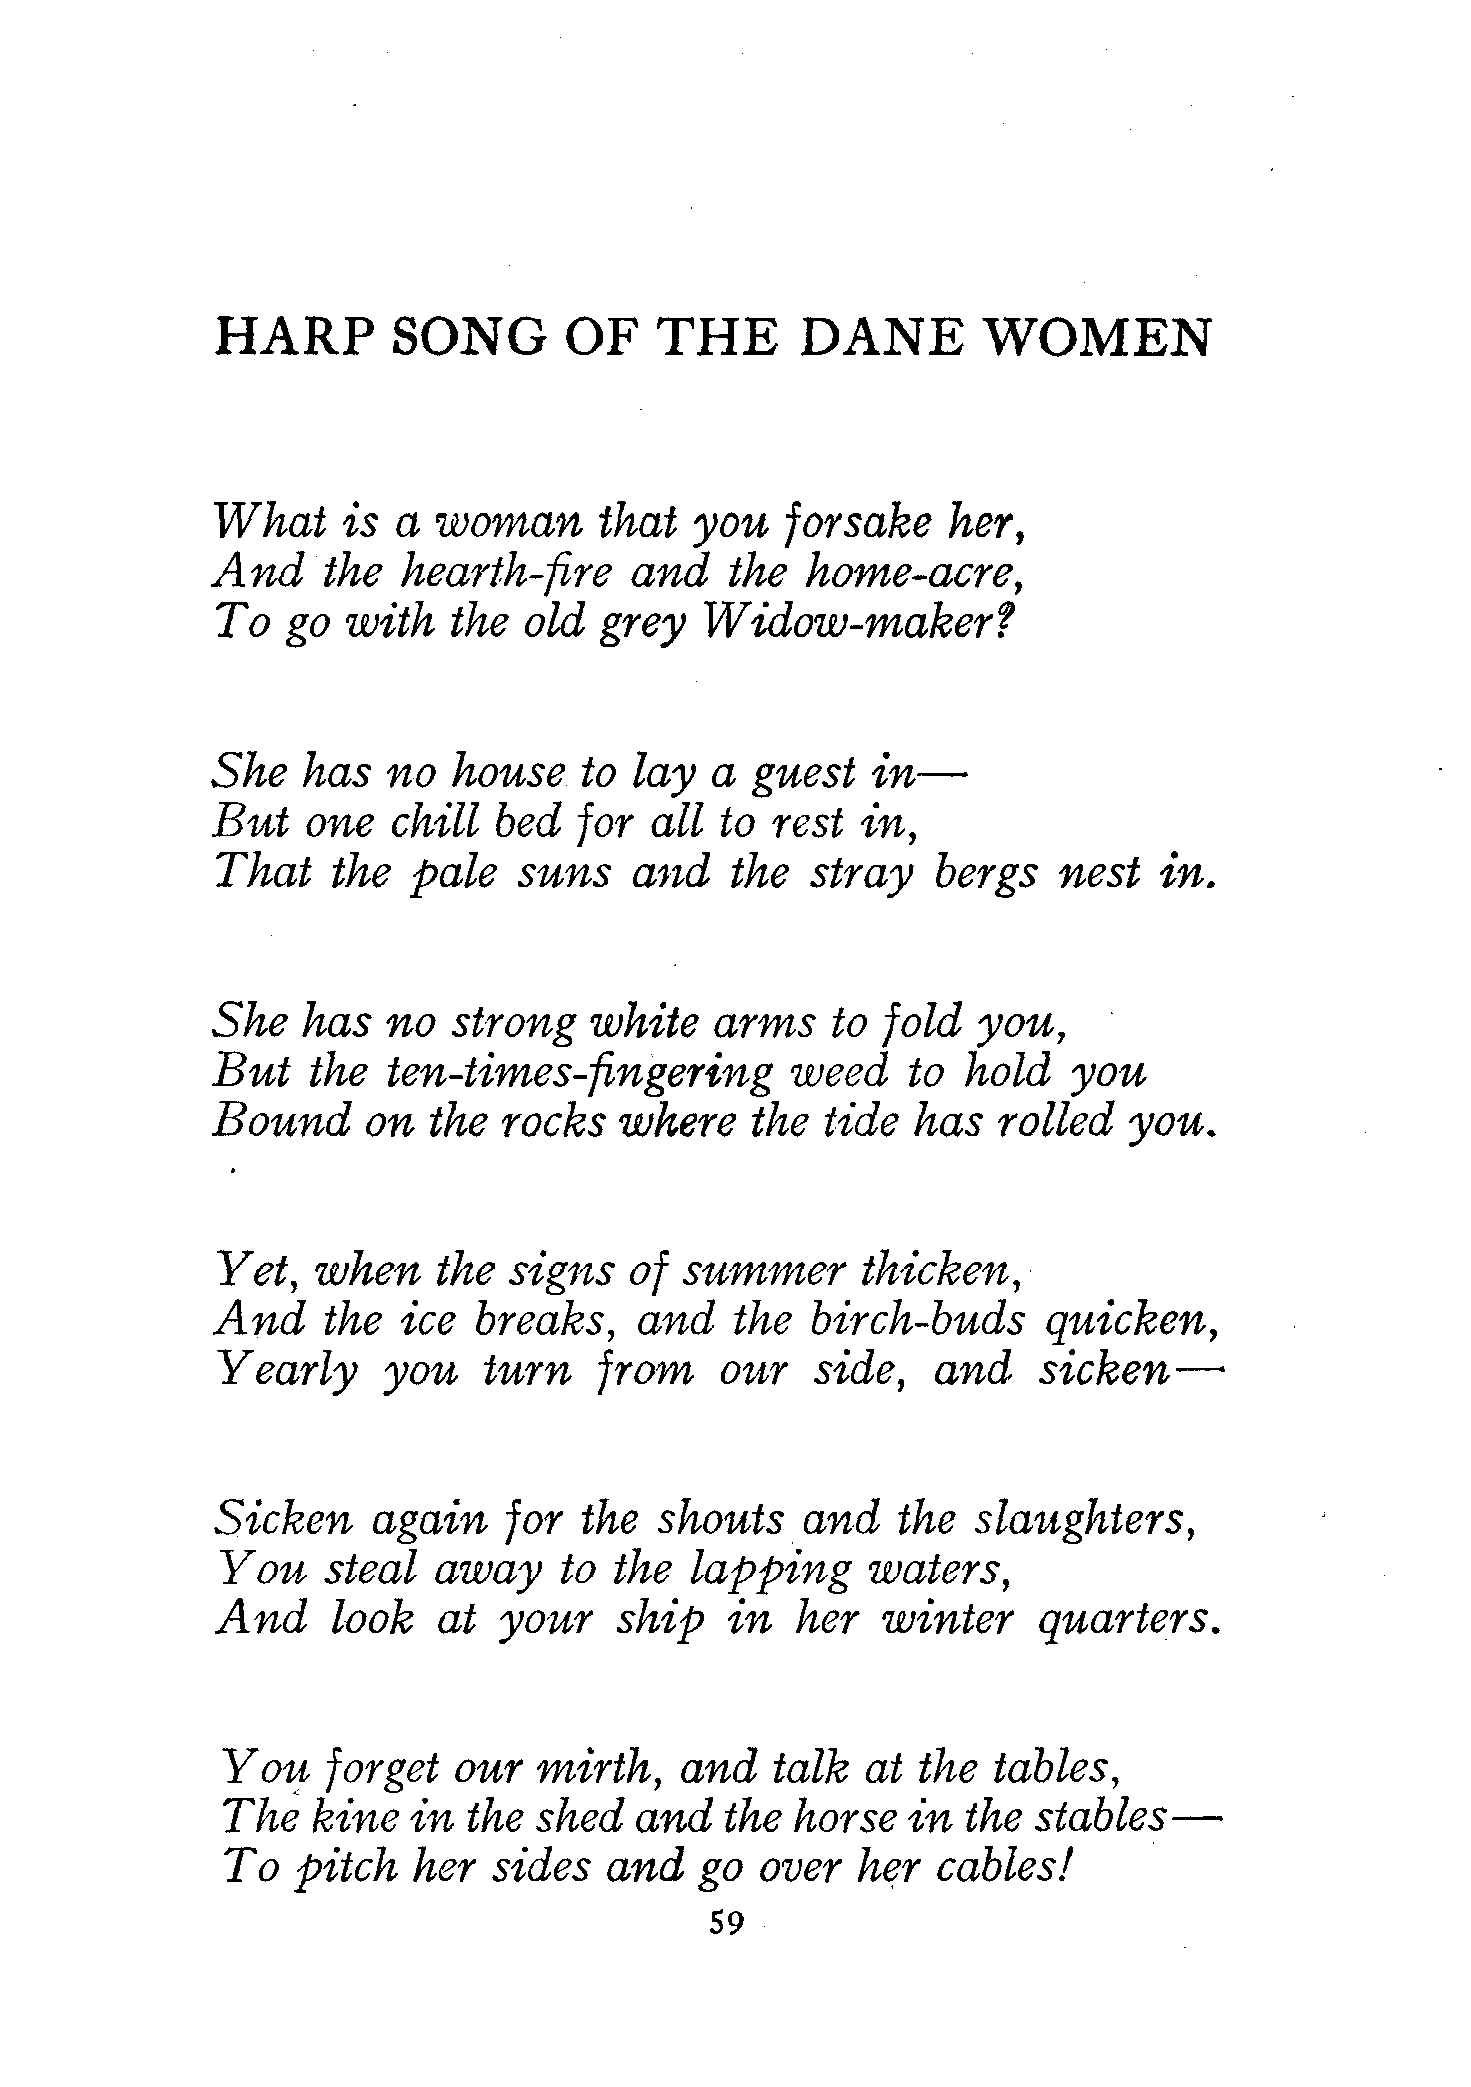 HARP SONG OF THE DANE WOMEN
What is a woman that you forsake her,
And the hearth-fire and the home-acre,
To go with the old grey Widow-maker?
She has no house to lay a guest in—
But one chill bed for all to rest in,
That the pale suns and the stray bergs nest in.
She has no strong white arms to fold you,
But the ten-times-fingering weed to hold you
Bound on the rocks where the tide has rolled you.
Yet, when the signs of summer thicken,
And the ice breaks, and the birch-buds quicken,
Yearly you turn from our side, and sicken—
Sicken again for the shouts and the slaughters,
You steal away to the lapping waters,
And look at your ship in her winter quarters.
You forget our mirth, and talk at the tables,
The kine in the shed and the horse in the stables—
To pitch her sides and go over her cables!
59